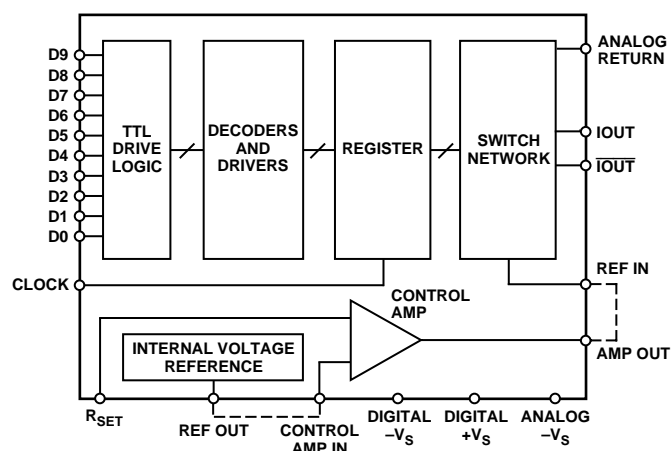 D9
D8
D7
D6
D5
D4
D3
D2
D1
D0
CLOCK
TTL
DRIVE
LOGIC
DECODERS
AND
DRIVERS
REGISTER
SWITCH
NETWORK
ANALOG
RETURN
IOUT
IOUT
REF IN
AMP OUT
CONTROL
AMP
INTERNAL VOLTAGE
REFERENCE
RSET
REF OUT
CONTROL
AMP IN
DIGITAL
–VS
DIGITAL
+VS
ANALOG
–VS